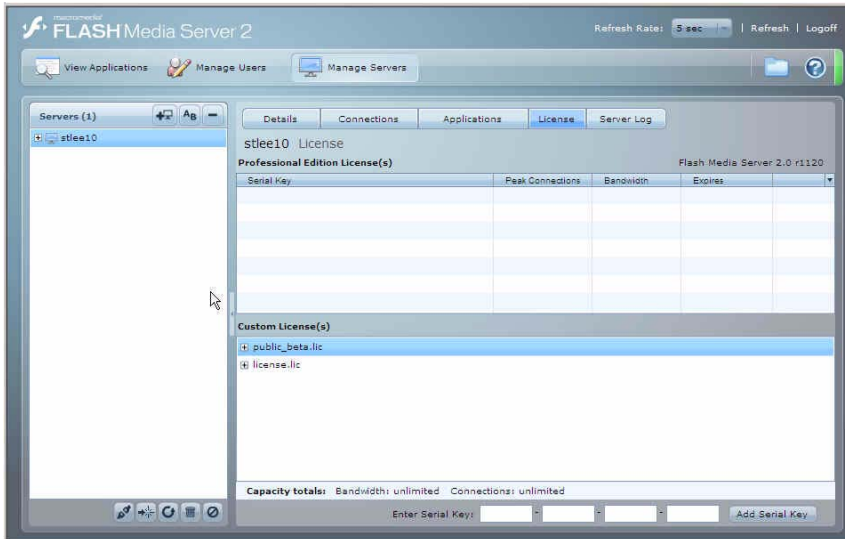 macromedia
FLASH Media Server 2
Refresh Rate: 5 sec | Refresh | Logoff
View Applications Manage Users Manage Servers
Servers (1) AB
stlee10
Details Connections Applications License Server Log
stlee10 License
Professional Edition License(s) Flash Media Server 2.0 r1120
Serial Key Peak Connections Bandwidth Expires
Custom License(s)
public_beta.lic
license.lic
Capacity totals: Bandwidth: unlimited Connections: unlimited
Enter Serial Key: - - - Add Serial Key